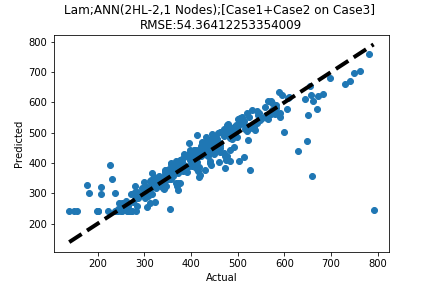 Lam;ANN(2HL-2,1 Nodes);[Case1+Case2 on Case3]
RMSE:54.36412253354009
800
700
600
500
400
300
200
Predicted
200 300 400 500 600 700 800
Actual